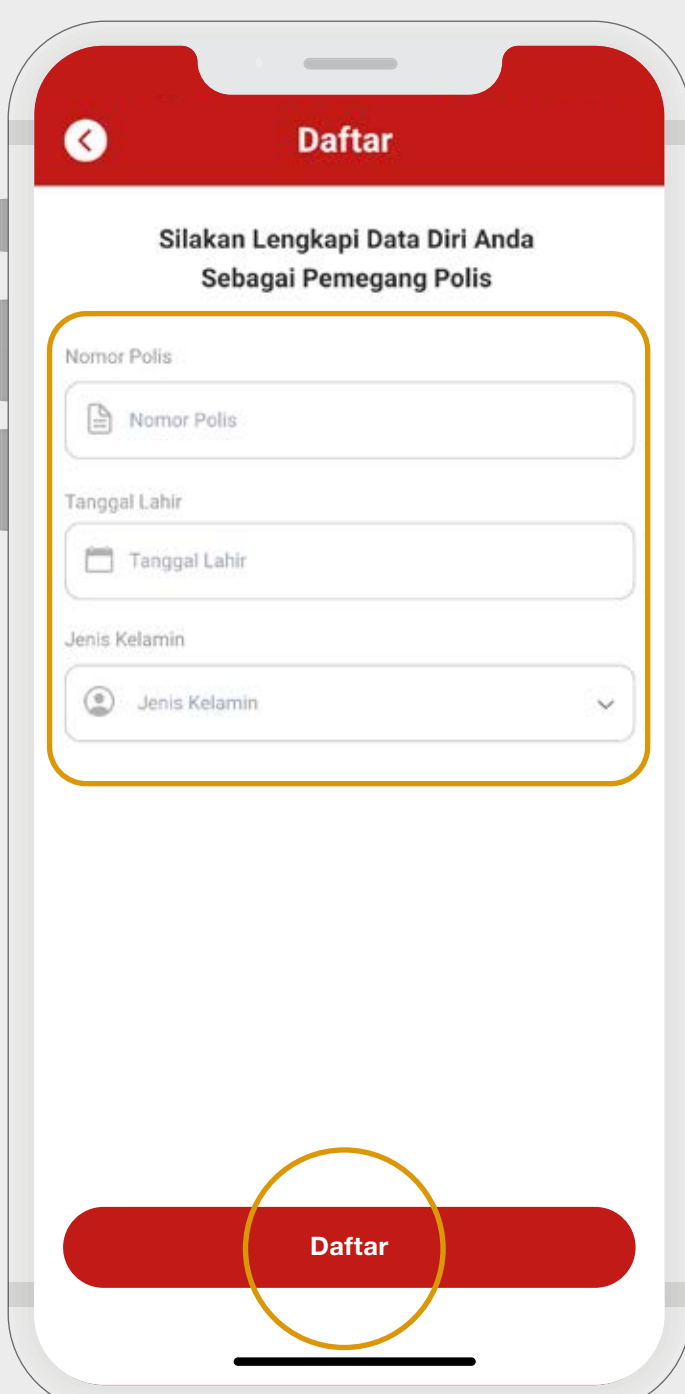 Daftar
Silakan Lengkapi Data Diri Anda
Sebagai Pemegang Polis
Nomor Polis
Nomor Polis
Tanggal Lahir
Tanggal Lahir
Jenis Kelamin
Jenis Kelamin
Daftar